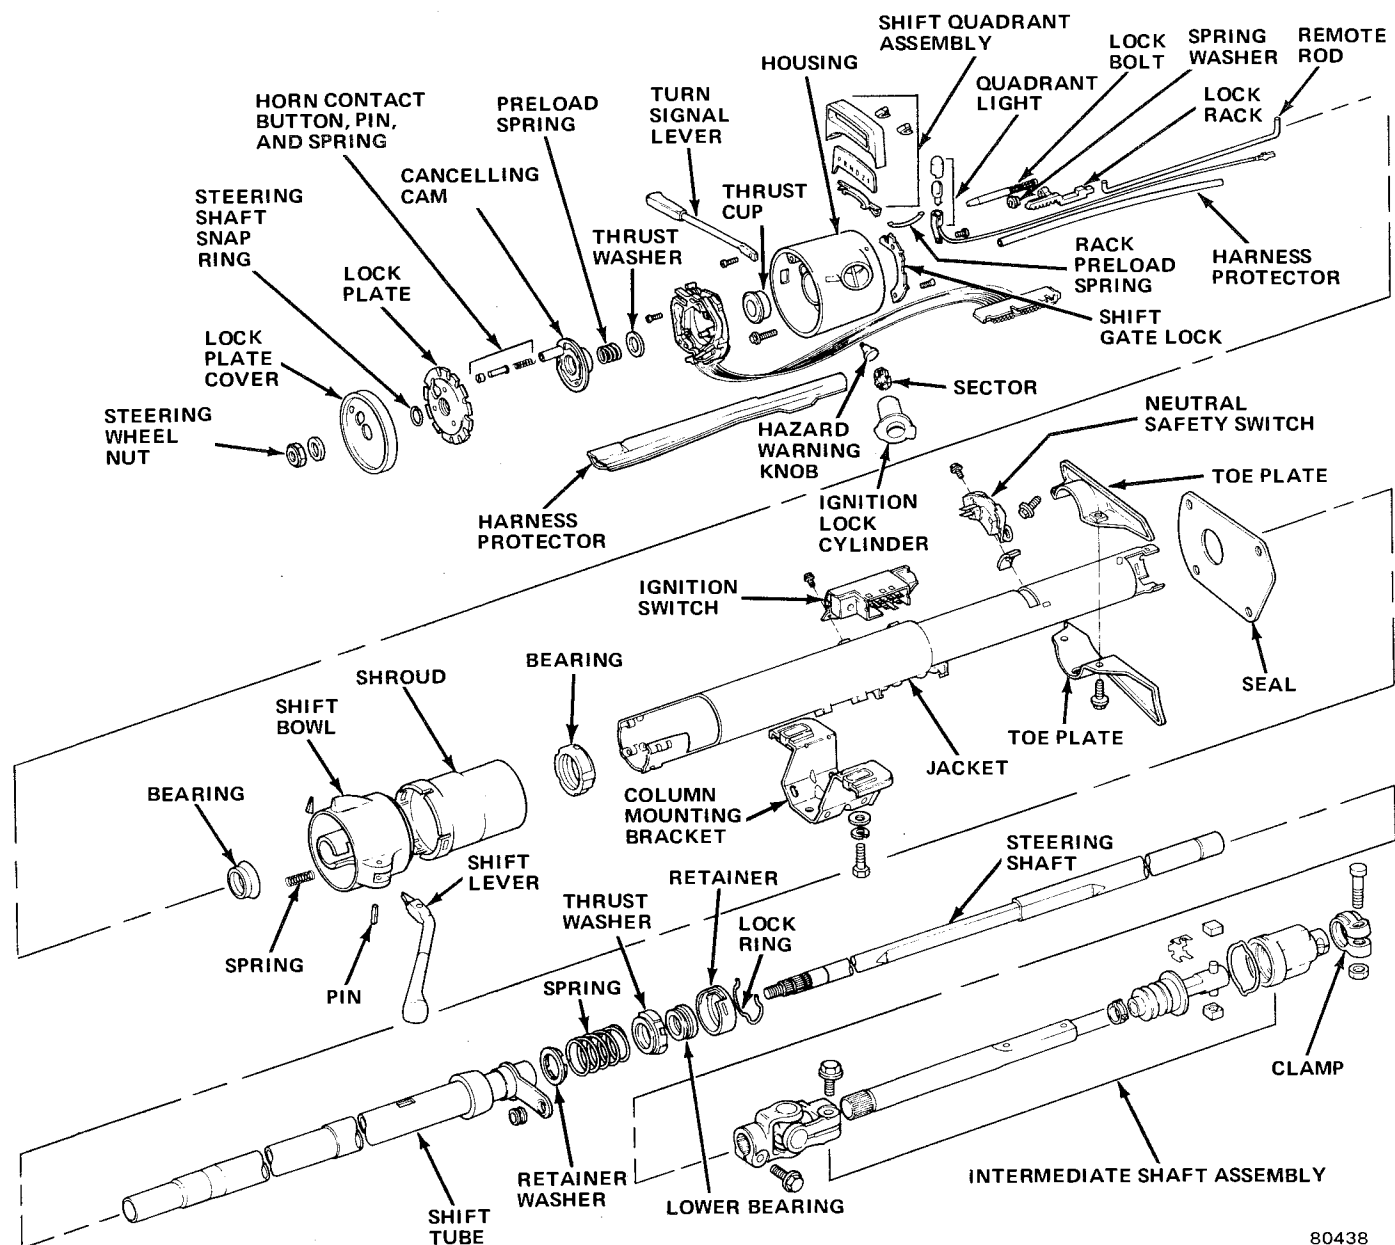 SHIFT QUADRANT
ASSEMBLY
LOCK
BOLT
SPRING
WASHER
REMOTE
ROD
HOUSING
QUADRANT
LIGHT
LOCK
RACK
HORN CONTACT
BUTTON, PIN,
AND SPRING
PRELOAD
SPRING
TURN
SIGNAL
LEVER
CANCELLING
CAM
THRUST
CUP
STEERING
SHAFT
SNAP
RING
THRUST
WASHER
LOCK
PLATE
PRND21
RACK
PRELOAD
SPRING
HARNESS
PROTECTOR
SHIFT
GATE LOCK
LOCK
PLATE
COVER
SECTOR
STEERING
WHEEL
NUT
HAZARD
WARNING
KNOB
NEUTRAL
SAFETY SWITCH
TOE PLATE
HARNESS
PROTECTOR
IGNITION
LOCK
CYLINDER
IGNITION
SWITCH
BEARING
SHROUD
SHIFT
BOWL
SEAL
TOE PLATE
JACKET
BEARING
COLUMN
MOUNTING
BRACKET
STEERING
SHAFT
SHIFT
LEVER
RETAINER
THRUST
WASHER
LOCK
RING
SPRING
PIN
SPRING
CLAMP
RETAINER
WASHER
LOWER BEARING
INTERMEDIATE SHAFT ASSEMBLY
SHIFT
TUBE
80438